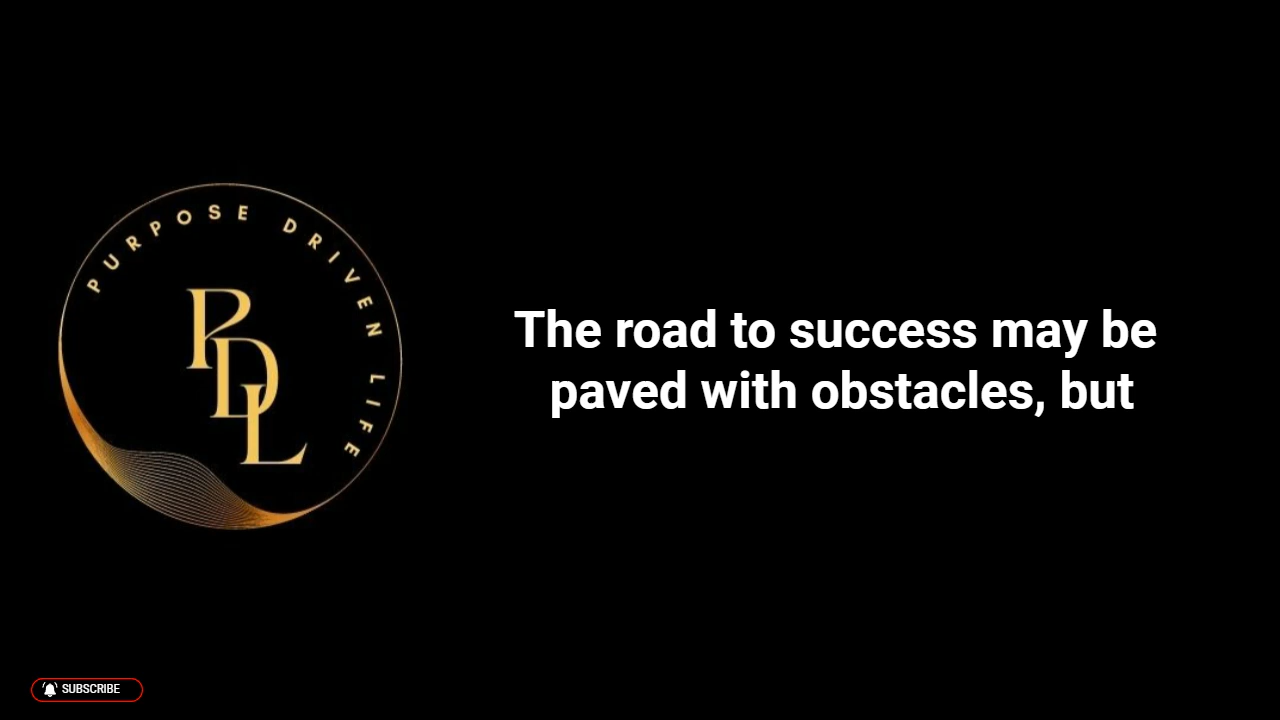 PURPOSE DRIVEN LIFE
PDL
The road to success may be
paved with obstacles, but
SUBSCRIBE